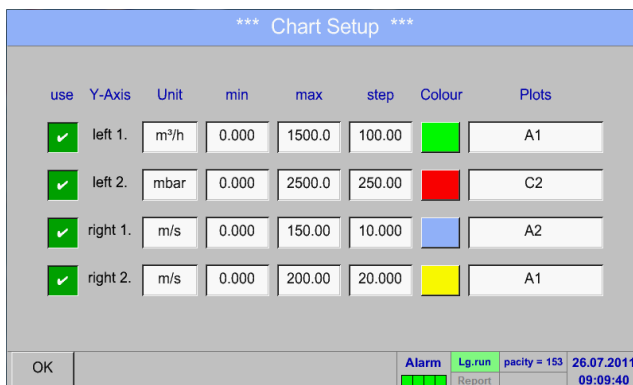 *** Chart Setup ***
use Y-Axis Unit min max step Colour Plots
left 1. m³/h 0.000 1500.0 100.00 A1
left 2. mbar 0.000 2500.0 250.00 C2
right 1. m/s 0.000 150.00 10.000 A2
right 2. m/s 0.000 200.00 20.000 A1
OK Alarm Lg.run pacity = 153 26.07.2011
Report 09:09:40